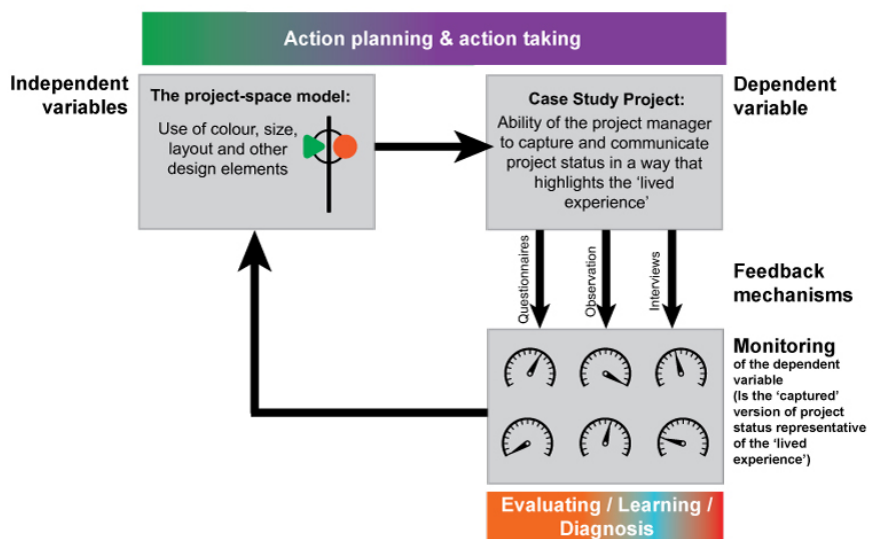 Action planning & action taking
Independent
variables
The project-space model:
Use of colour, size,
layout and other
design elements
Case Study Project:
Ability of the project manager
to capture and communicate
project status in a way that
highlights the ‘lived
experience’
Dependent
variable
Questionnaires
Observation
Interviews
Feedback
mechanisms
Monitoring
of the dependent
variable
(Is the ‘captured’
version of project
status representative
of the ‘lived
experience’)
Evaluating / Learning /
Diagnosis